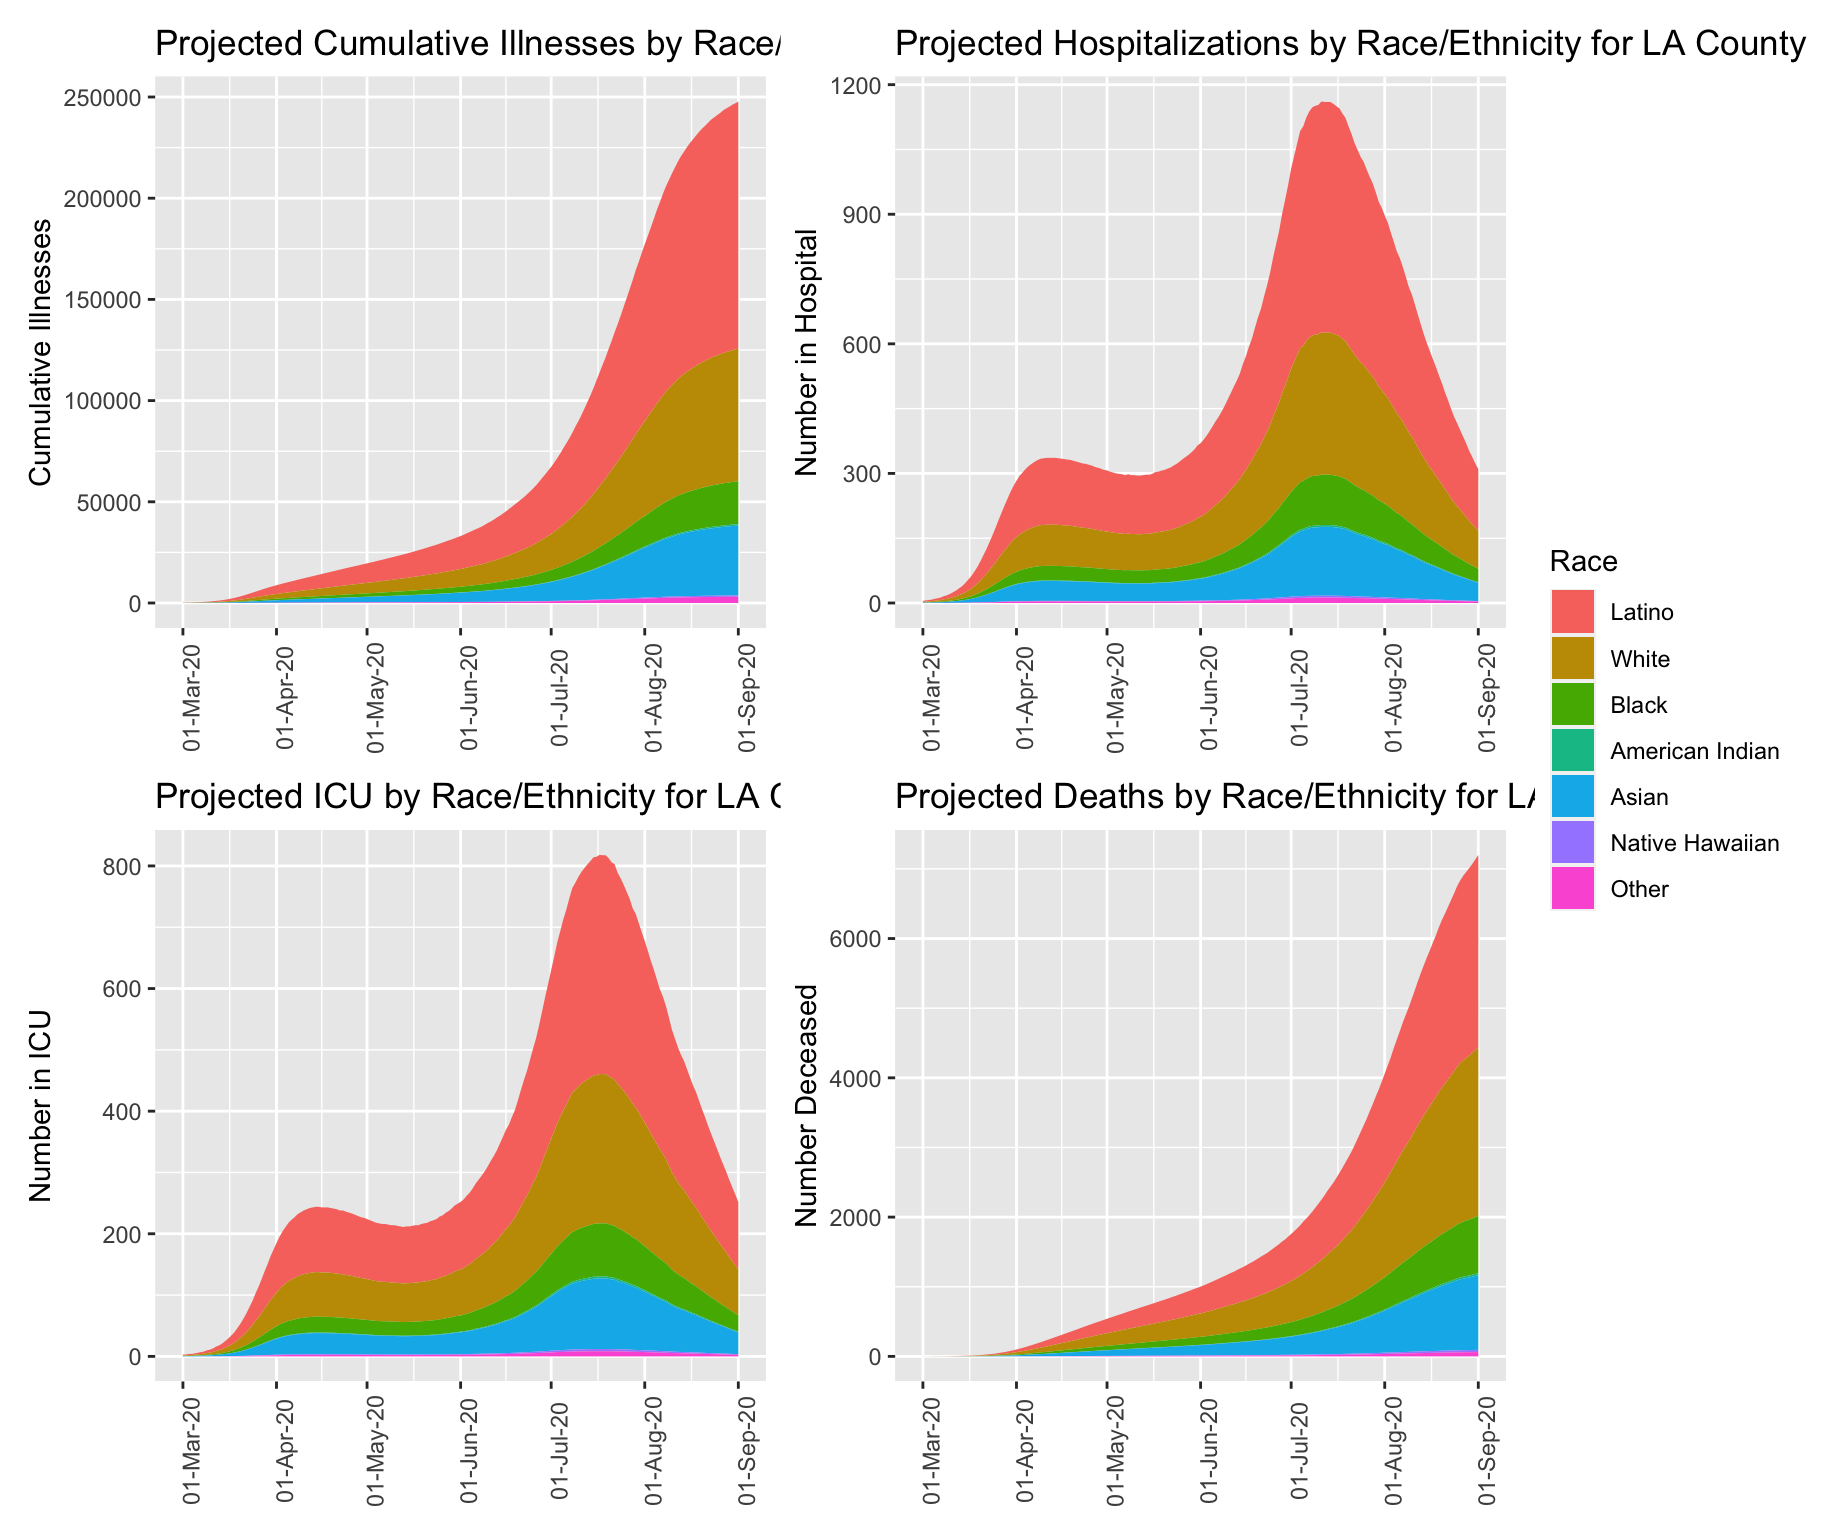 Projected Cumulative Illnesses by Race/
Cumulative Illnesses
250000
200000
150000
100000
50000
0
01-Mar-20
01-Apr-20
01-May-20
01-Jun-20
01-Jul-20
01-Aug-20
01-Sep-20
Projected Hospitalizations by Race/Ethnicity for LA County
Number in Hospital
1200
900
600
300
0
01-Mar-20
01-Apr-20
01-May-20
01-Jun-20
01-Jul-20
01-Aug-20
01-Sep-20
Projected ICU by Race/Ethnicity for LA C
Number in ICU
800
600
400
200
0
01-Mar-20
01-Apr-20
01-May-20
01-Jun-20
01-Jul-20
01-Aug-20
01-Sep-20
Projected Deaths by Race/Ethnicity for LA
Number Deceased
6000
4000
2000
0
01-Mar-20
01-Apr-20
01-May-20
01-Jun-20
01-Jul-20
01-Aug-20
01-Sep-20
Race
Latino
White
Black
American Indian
Asian
Native Hawaiian
Other